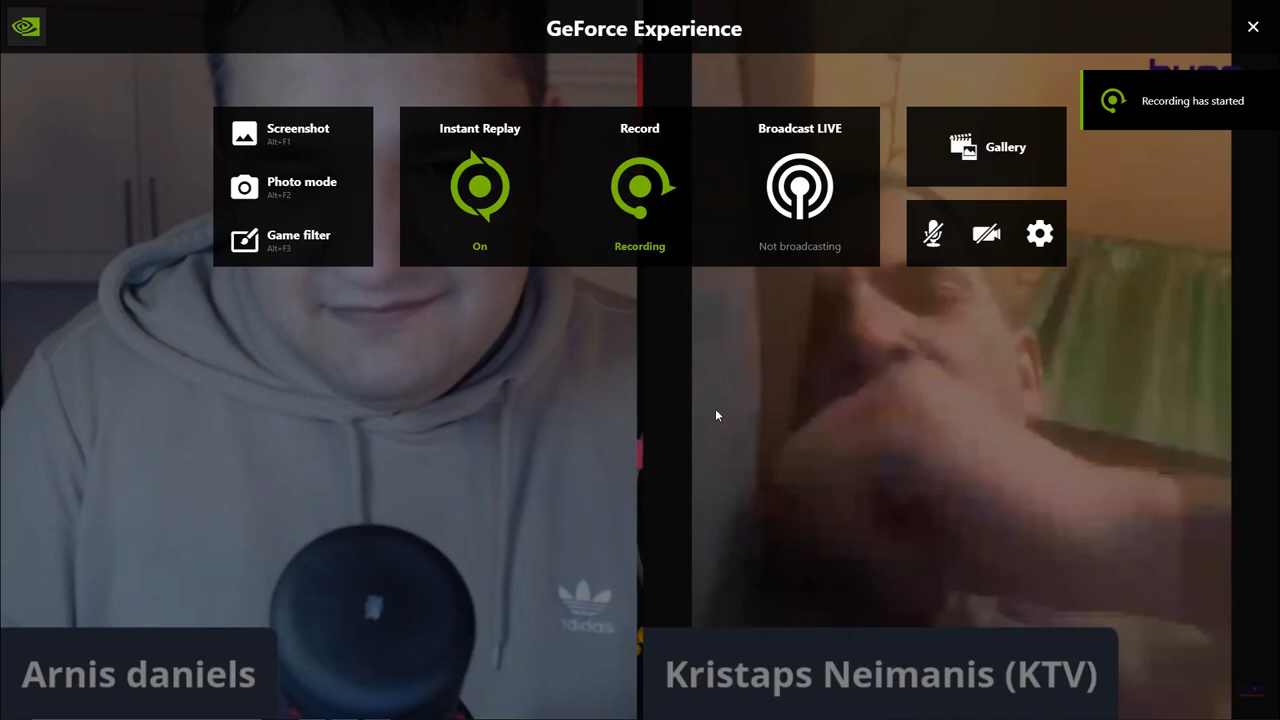 GeForce Experience
Recording has started
Screenshot
Alt+F1
Photo mode
Alt+F2
Game filter
Alt+F3
Instant Replay
On
Record
Recording
Broadcast LIVE
Not broadcasting
Gallery
adidas
Arnis daniels
Kristaps Neimanis (KTV)